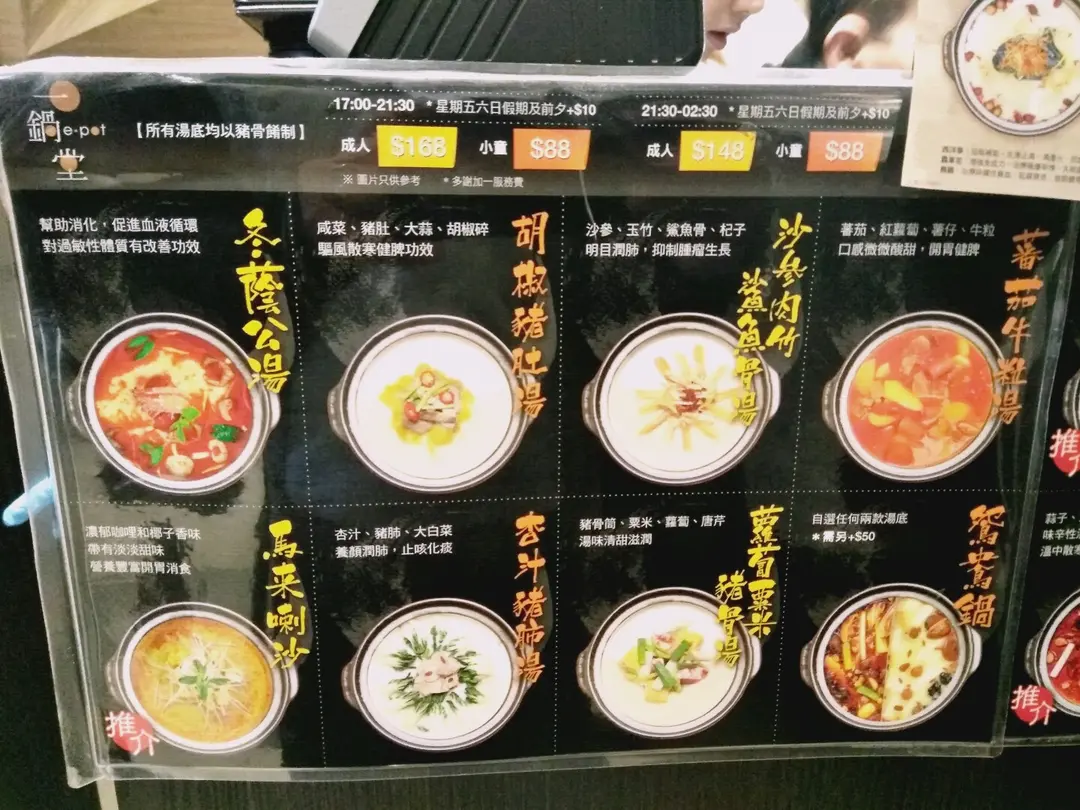 一鍋堂
e-pot
【所有湯底均以豬骨餚制】
17:00-21:30 *星期五六日假期及前夕+$10
成人 $168 小童 $88
※ 圖片只供參考 *多謝加一服務費
21:30-02:30 *星期五六日假期及前夕+$10
成人 $148 小童 $88
幫助消化，促進血液循環
對過敏性體質有改善功效
冬蔭公湯
咸菜、豬肚、大蒜、胡椒碎
驅風散寒健脾功效
胡椒豬肚湯
沙參、玉竹、鯊魚骨、杞子
明目潤肺，抑制腫瘤生長
沙參肉竹
鯊魚骨湯
蕃茄、紅蘿蔔、薯仔、牛粒
口感微微酸甜，開胃健脾
蕃茄牛粒湯
推介
濃郁咖喱和椰子香味
帶有淡淡甜味
營養豐富開胃消食
馬来喇沙
推介
杏汁、豬肺、大白菜
養顏潤肺，止咳化痰
杏汁豬肺湯
豬骨筒、粟米、蘿蔔、唐芹
湯味清甜滋潤
蘿蔔粟米
豬骨湯
自選任何兩款湯底
*需另+$50
鴛鴦鍋
蒜子、
味辛性
溫中散寒
推介